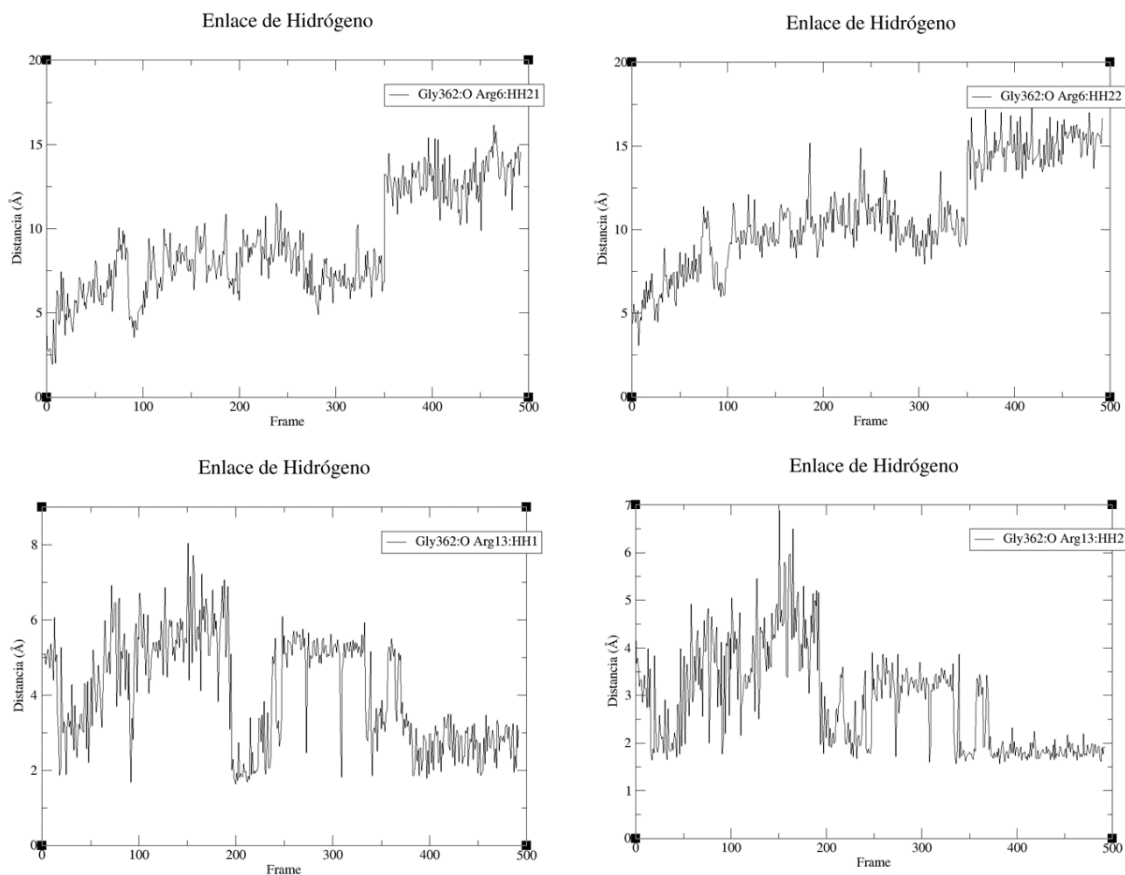 Enlace de Hidrógeno
20
15
10
5
0
Distancia (Å)
Gly362:O Arg6:HH21
0 100 200 300 400 500
Frame
Enlace de Hidrógeno
20
15
10
5
0
Distancia (Å)
Gly362:O Arg6:HH22
0 100 200 300 400 500
Frame
Enlace de Hidrógeno
8
6
4
2
0
Distancia (Å)
Gly362:O Arg13:HH1
0 100 200 300 400 500
Frame
Enlace de Hidrógeno
7
6
5
4
3
2
1
0
Distancia (Å)
Gly362:O Arg13:HH2
0 100 200 300 400 500
Frame